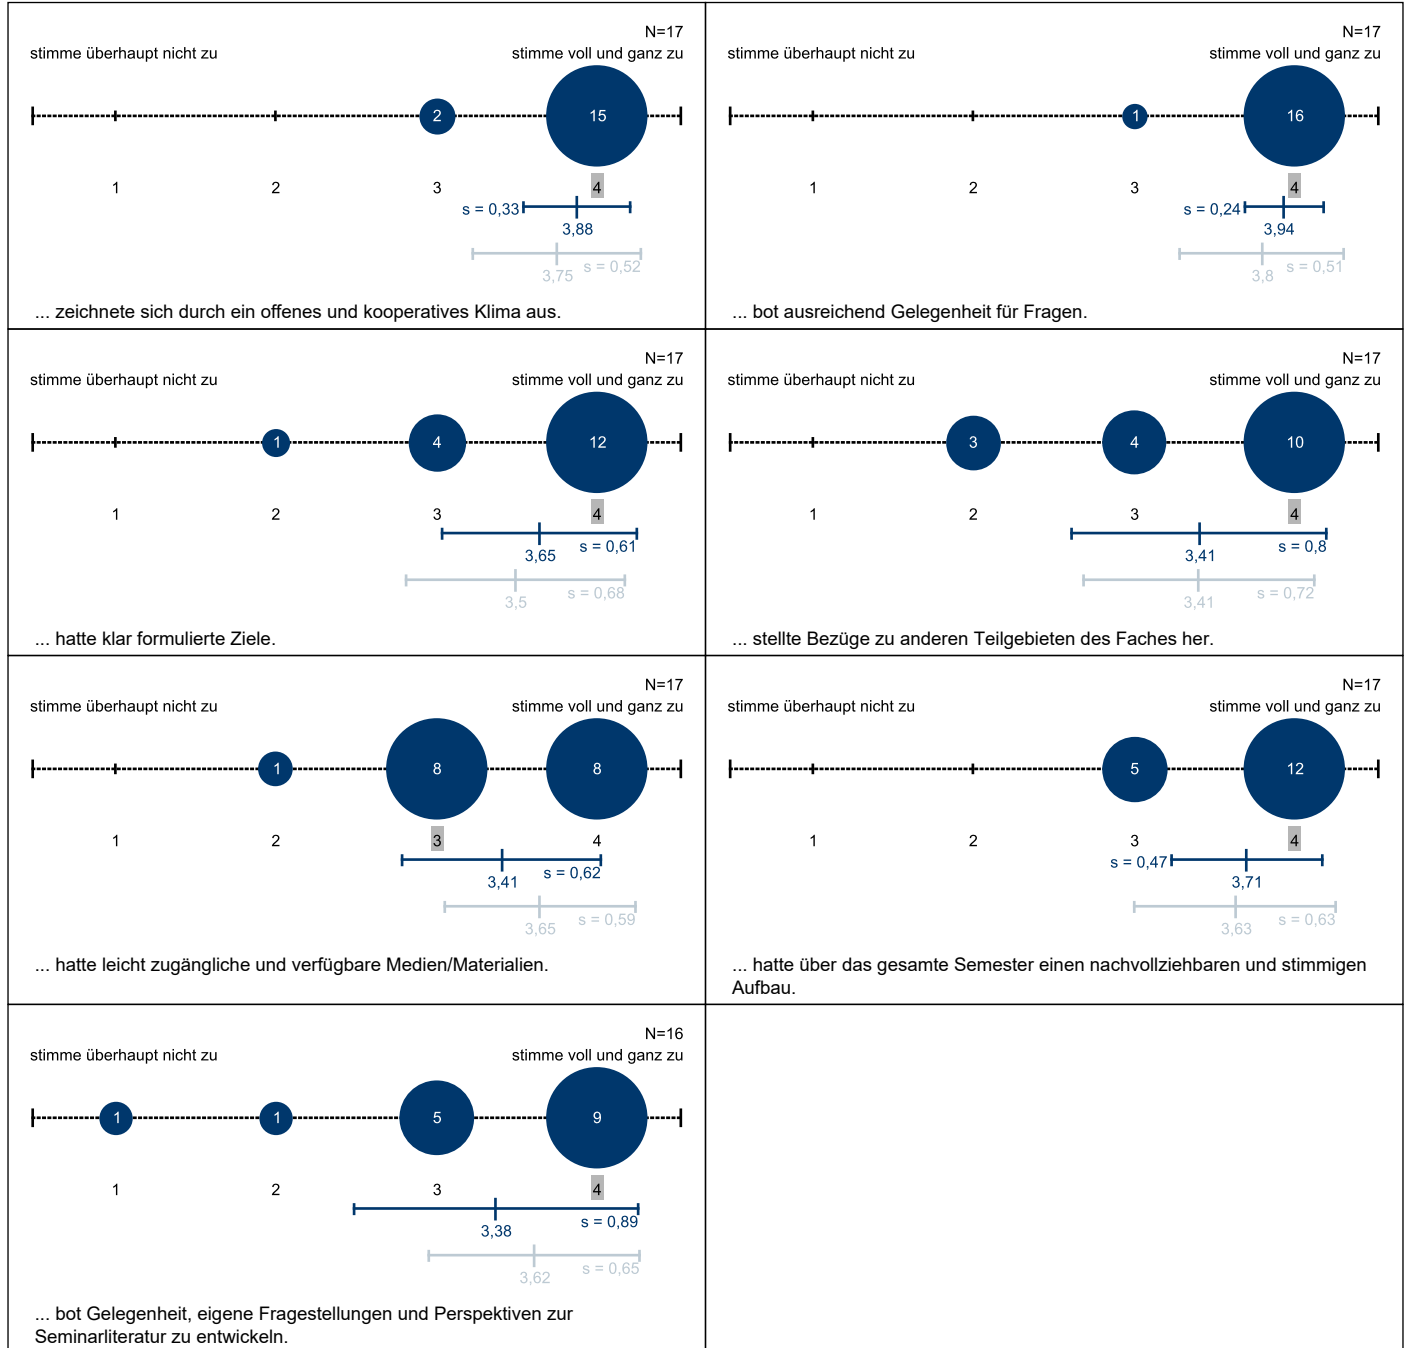 N=17
stimme überhaupt nicht zu stimme voll und ganz zu
2 15
1 2 3 4
s = 0,33
3,88
3,75 s = 0,52
... zeichnete sich durch ein offenes und kooperatives Klima aus.
N=17
stimme überhaupt nicht zu stimme voll und ganz zu
1 16
1 2 3 4
s = 0,24
3,94
3,8 s = 0,51
... bot ausreichend Gelegenheit für Fragen.
N=17
stimme überhaupt nicht zu stimme voll und ganz zu
1 4 12
1 2 3 4
3,65 s = 0,61
3,5 s = 0,68
... hatte klar formulierte Ziele.
N=17
stimme überhaupt nicht zu stimme voll und ganz zu
3 4 10
1 2 3 4
3,41 s = 0,8
3,41 s = 0,72
... stellte Bezüge zu anderen Teilgebieten des Faches her.
N=17
stimme überhaupt nicht zu stimme voll und ganz zu
1 8 8
1 2 3 4
3,41 s = 0,62
3,65 s = 0,59
... hatte leicht zugängliche und verfügbare Medien/Materialien.
N=17
stimme überhaupt nicht zu stimme voll und ganz zu
5 12
1 2 3 4
s = 0,47
3,71
3,63 s = 0,63
... hatte über das gesamte Semester einen nachvollziehbaren und stimmigen
Aufbau.
N=16
stimme überhaupt nicht zu stimme voll und ganz zu
1 1 5 9
1 2 3 4
3,38 s = 0,89
3,62 s = 0,65
... bot Gelegenheit, eigene Fragestellungen und Perspektiven zur
Seminarliteratur zu entwickeln.